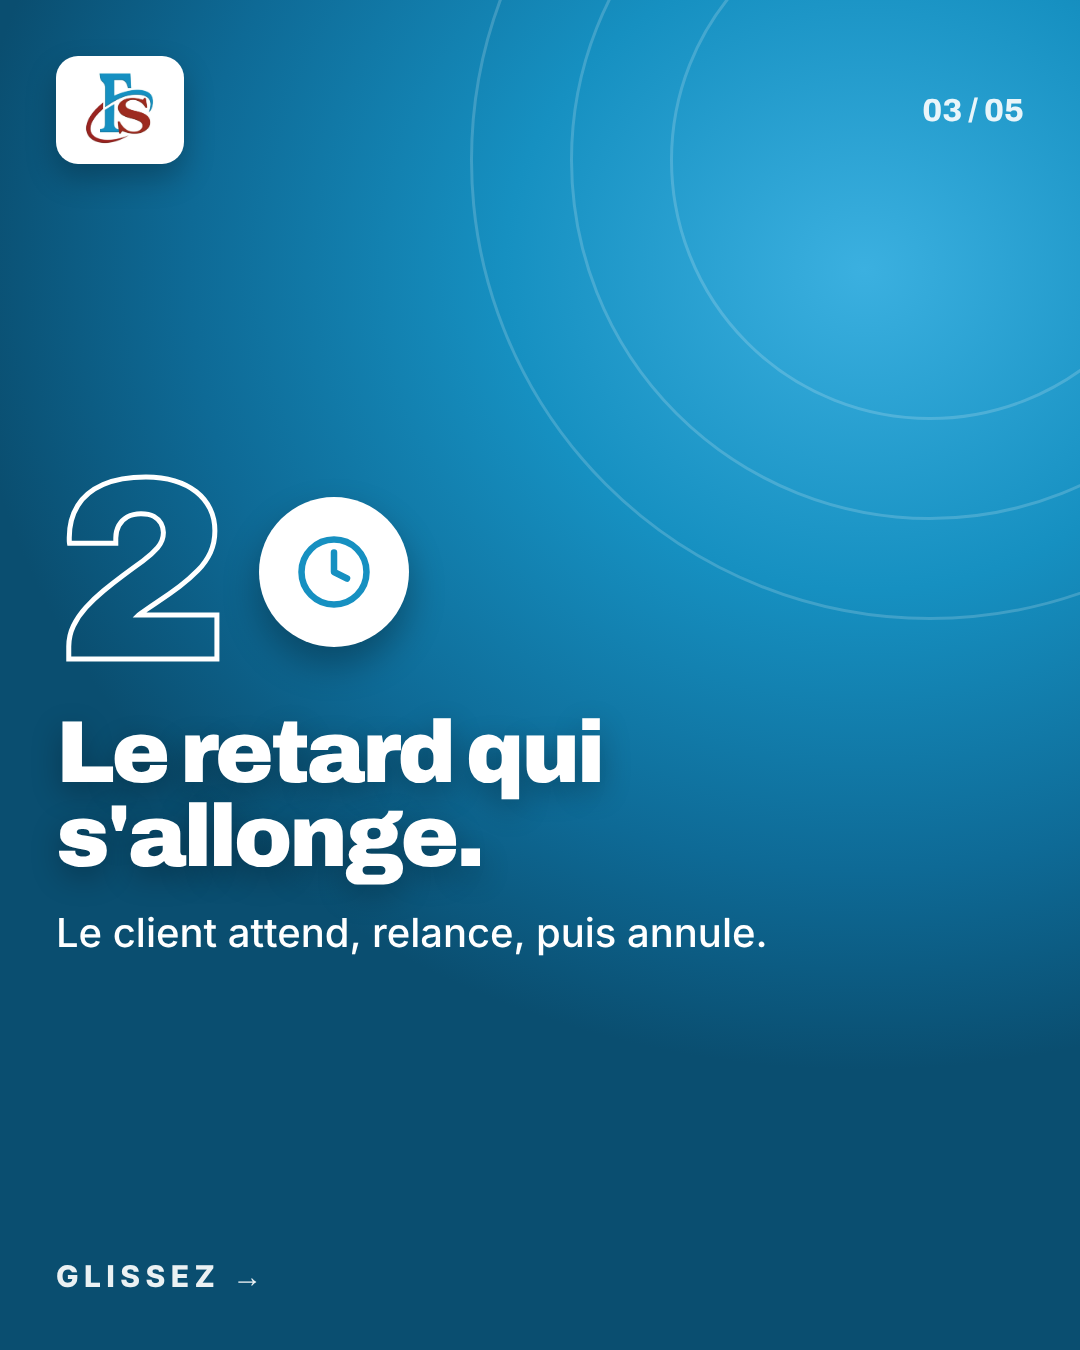 FS
03 / 05
2
Le retard qui
s'allonge.
Le client attend, relance, puis annule.
GLISSEZ →